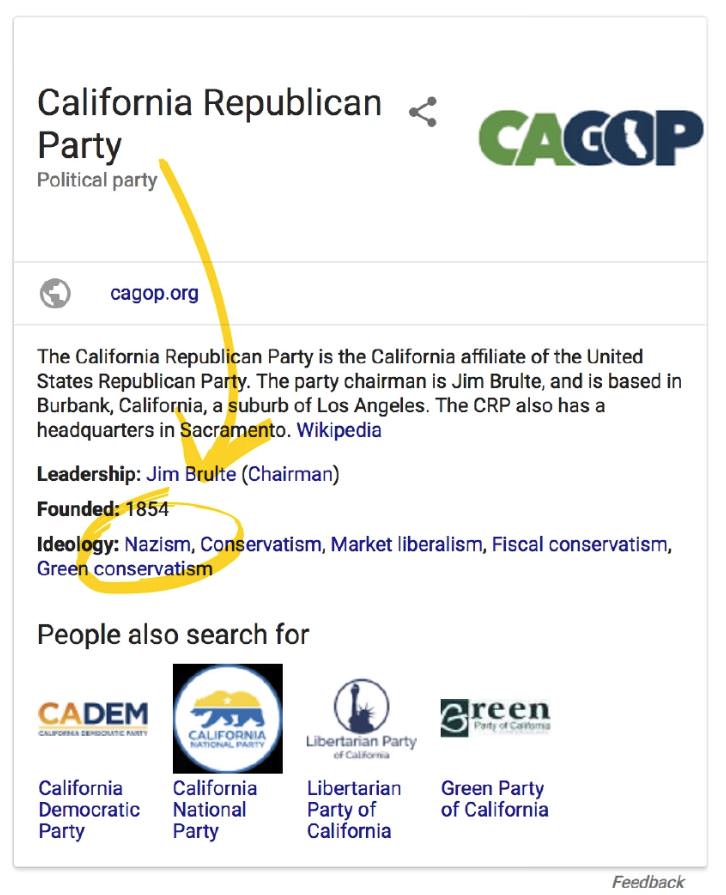 California Republican
Party
Political party
CAGOP
cagop.org
The California Republican Party is the California affiliate of the United
States Republican Party. The party chairman is Jim Brulte, and is based in
Burbank, California, a suburb of Los Angeles. The CRP also has a
headquarters in Sacramento. Wikipedia
Leadership: Jim Brulte (Chairman)
Founded: 1854
Ideology: Nazism, Conservatism, Market liberalism, Fiscal conservatism,
Green conservatism
People also search for
CADEM
CALIFORNIA DEMOCRATIC PARTY
CALIFORNIA
NATIONAL PARTY
Libertarian Party
of California
Green
Party of California
California
Democratic
Party
California
National
Party
Libertarian
Party of
California
Green Party
of California
Feedback